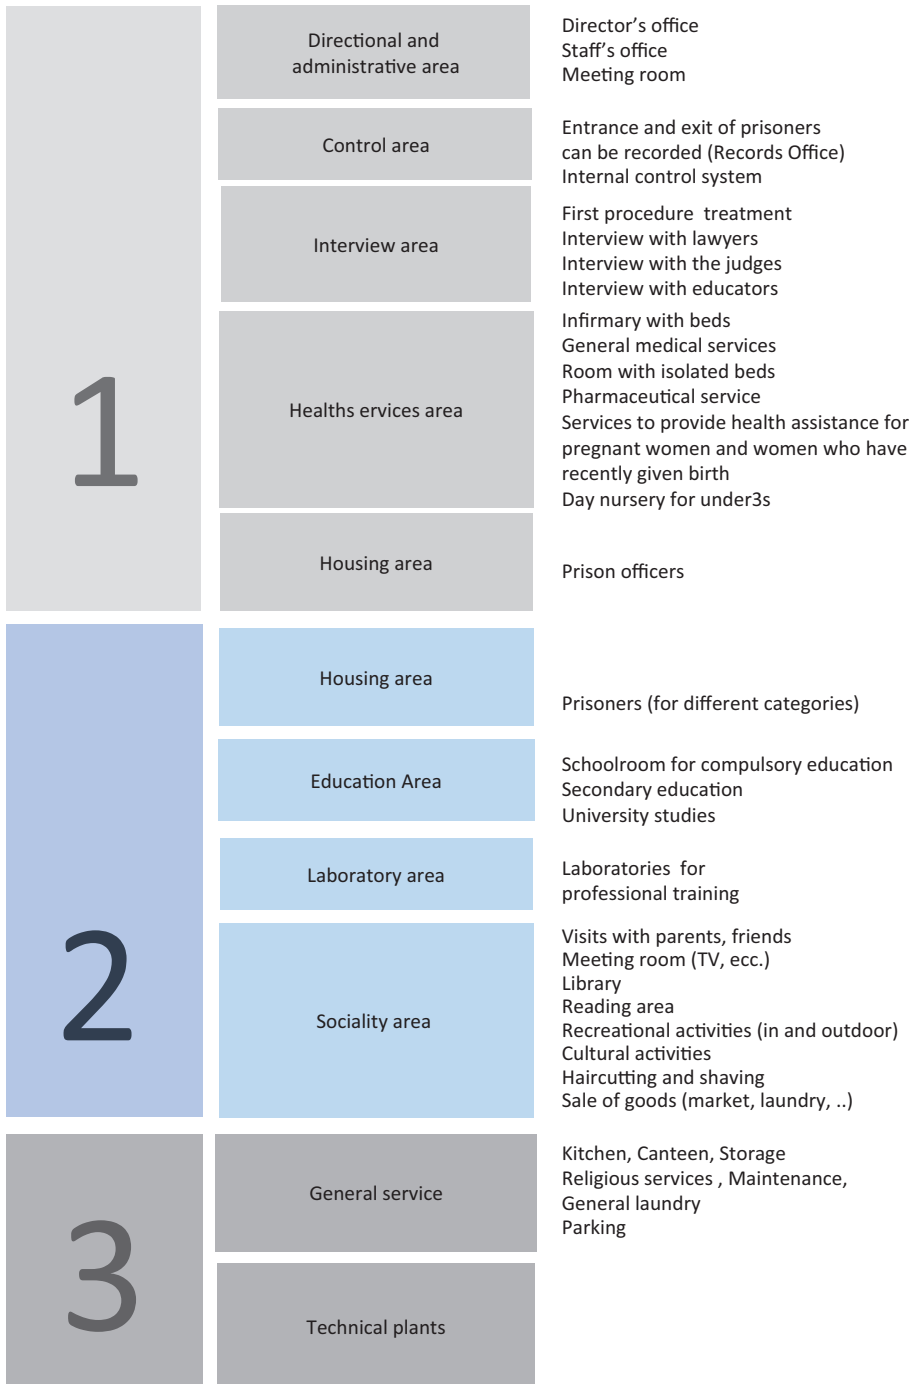 1
Directional and
administrative area
Director’s office
Staff’s office
Meeting room
Control area
Entrance and exit of prisoners
can be recorded (Records Office)
Internal control system
Interview area
First procedure  treatment
Interview with lawyers
Interview with the judges
Interview with educators
Healths ervices area
Infirmary with beds
General medical services
Room with isolated beds
Pharmaceutical service
Services to provide health assistance for
pregnant women and women who have
recently given birth
Day nursery for under3s
Housing area
Prison officers
2
Housing area
Prisoners (for different categories)
Education Area
Schoolroom for compulsory education
Secondary education
University studies
Laboratory area
Laboratories  for
professional training
Sociality area
Visits with parents, friends
Meeting room (TV, ecc.)
Library
Reading area
Recreational activities (in and outdoor)
Cultural activities
Haircutting and shaving
Sale of goods (market, laundry, ..)
3
General service
Kitchen, Canteen, Storage
Religious services , Maintenance,
General laundry
Parking
Technical plants